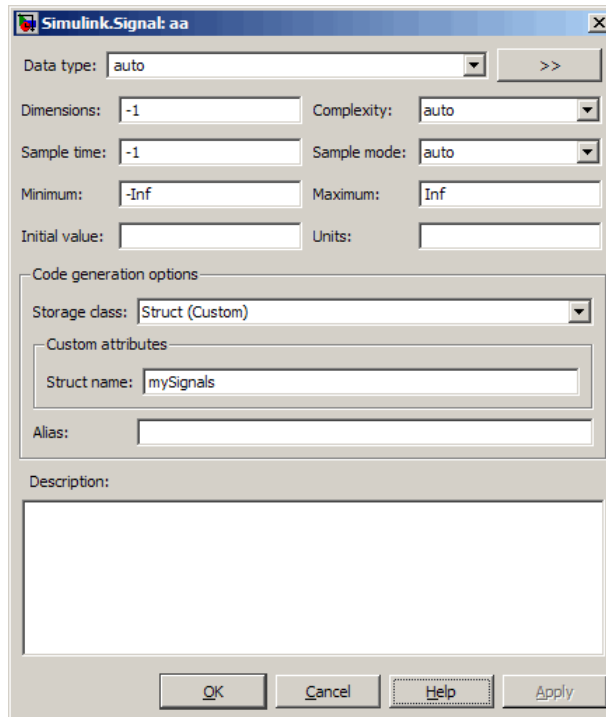 Simulink.Signal: aa
Data type: auto >>
Dimensions: -1 Complexity: auto
Sample time: -1 Sample mode: auto
Minimum: -Inf Maximum: Inf
Initial value: Units:
Code generation options
Storage class: Struct (Custom)
Custom attributes
Struct name: mySignals
Alias:
Description:
OK Cancel Help Apply